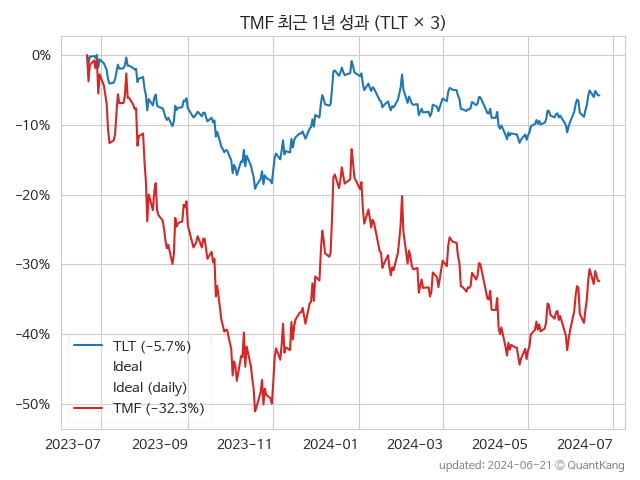 TMF 최근 1년 성과 (TLT × 3)
0%
−10%
−20%
−30%
−40%
−50%
TLT (−5.7%)
Ideal
Ideal (daily)
TMF (−32.3%)
2023−07 2023−09 2023−11 2024−01 2024−03 2024−05 2024−07
updated: 2024−06−21 © QuantKang